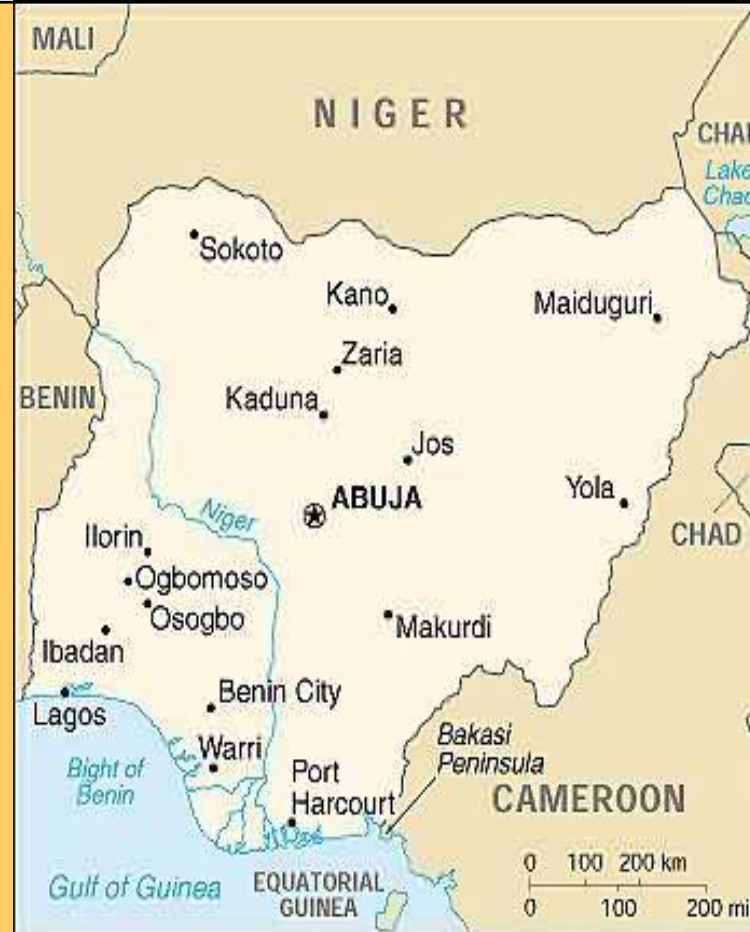 MALI
NIGER
CHAD
Lake
Chad
Sokoto
Kano
Maiduguri
Zaria
BENIN
Kaduna
Jos
Yola
ABUJA
Niger
CHAD
Ilorin
Ogbomoso
Osogbo
Makurdi
Ibadan
Benin City
Lagos
Bakasi
Peninsula
Warri
Bight of
Benin
Port
Harcourt
CAMEROON
0 100 200 km
Gulf of Guinea
EQUATORIAL
GUINEA
0 100 200 mi